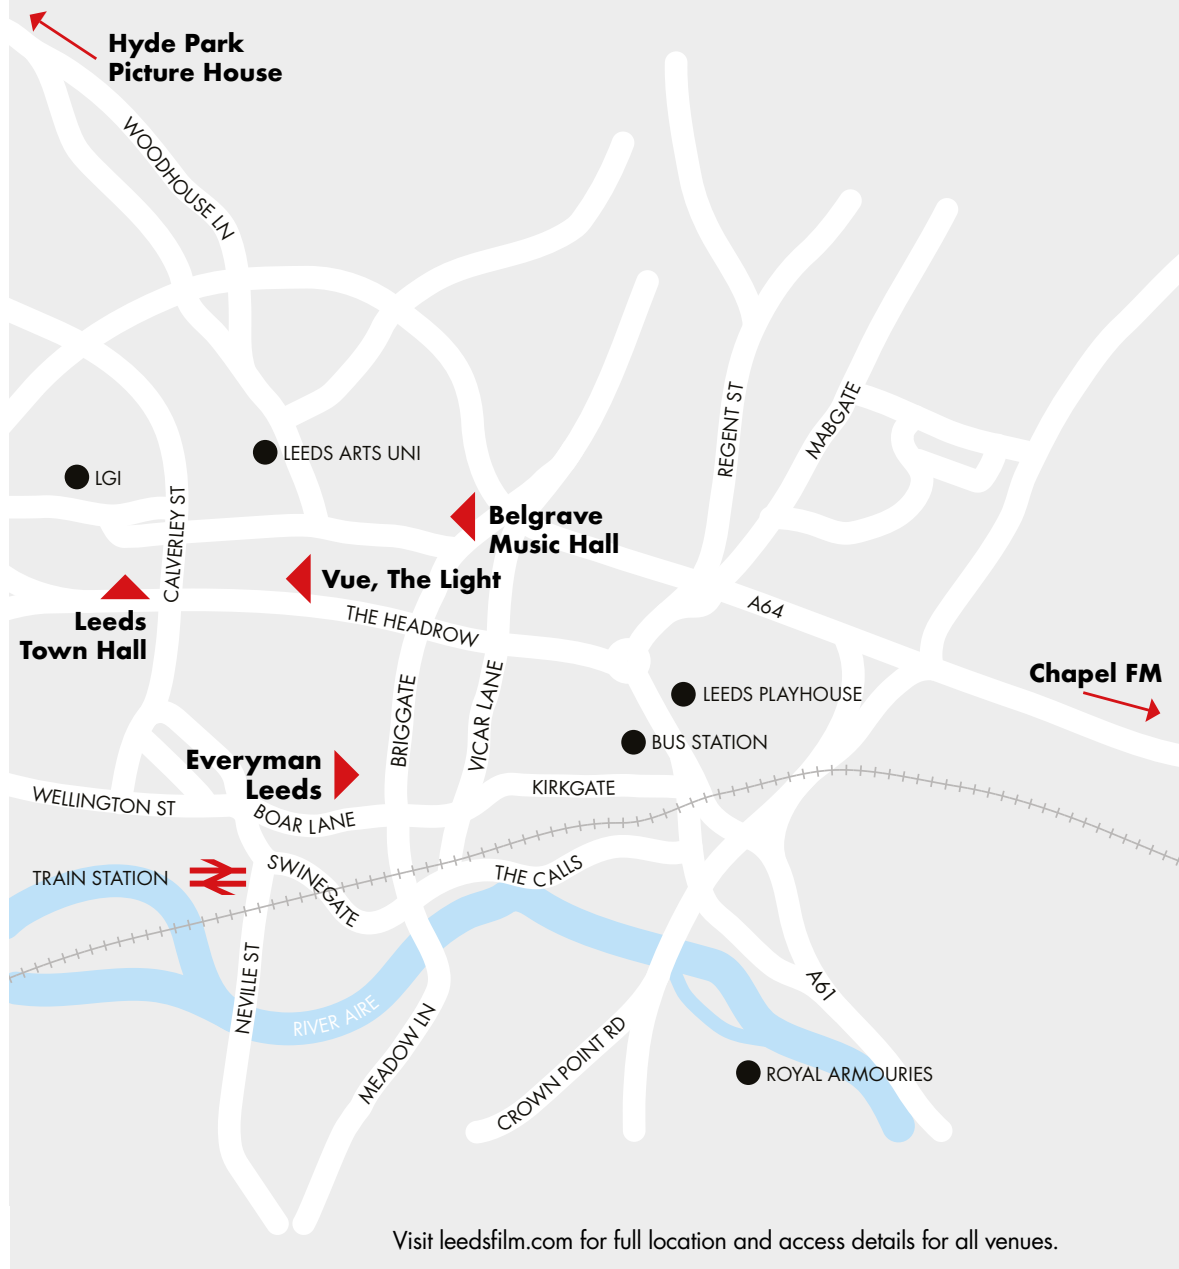 Hyde Park
Picture House
WOODHOUSE LN
REGENT ST
MABGATE
LEEDS ARTS UNI
LGI
CALVERLEY ST
Belgrave
Music Hall
Vue, The Light
THE HEADROW
A64
Leeds
Town Hall
Chapel FM
BRIGGATE
VICAR LANE
LEEDS PLAYHOUSE
BUS STATION
Everyman
Leeds
KIRKGATE
WELLINGTON ST
BOAR LANE
TRAIN STATION
SWINEGATE
THE CALLS
NEVILLE ST
RIVER AIRE
A61
MEADOW LN
CROWN POINT RD
ROYAL ARMOURIES
Visit leedsfilm.com for full location and access details for all venues.